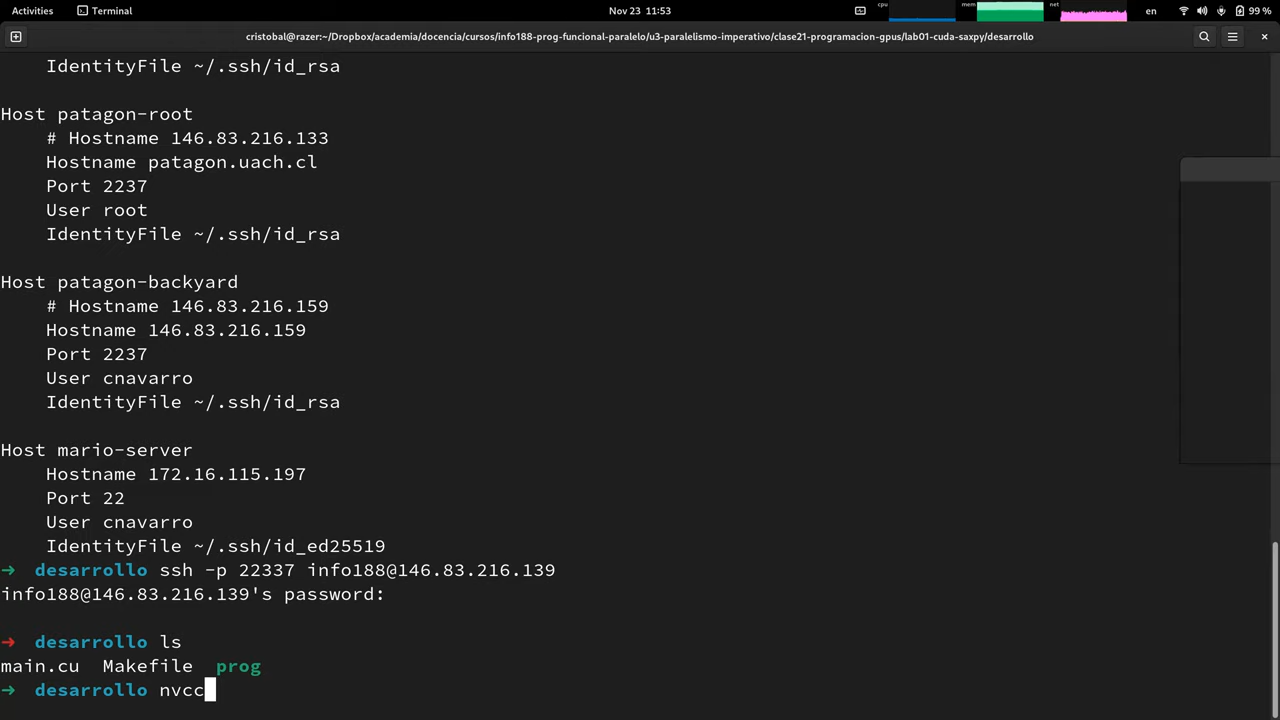 Activities Terminal Nov 23 11:53 cpu mem net en 99 %
cristobal@razer:~/Dropbox/academia/docencia/cursos/info188-prog-funcional-paralelo/u3-paralelismo-imperativo/clase21-programacion-gpus/lab01-cuda-saxpy/desarrollo
IdentityFile ~/.ssh/id_rsa
Host patagon-root
# Hostname 146.83.216.133
Hostname patagon.uach.cl
Port 2237
User root
IdentityFile ~/.ssh/id_rsa
Host patagon-backyard
# Hostname 146.83.216.159
Hostname 146.83.216.159
Port 2237
User cnavarro
IdentityFile ~/.ssh/id_rsa
Host mario-server
Hostname 172.16.115.197
Port 22
User cnavarro
IdentityFile ~/.ssh/id_ed25519
➜ desarrollo ssh -p 22337 info188@146.83.216.139
info188@146.83.216.139's password:
➜ desarrollo ls
main.cu Makefile prog
➜ desarrollo nvcc